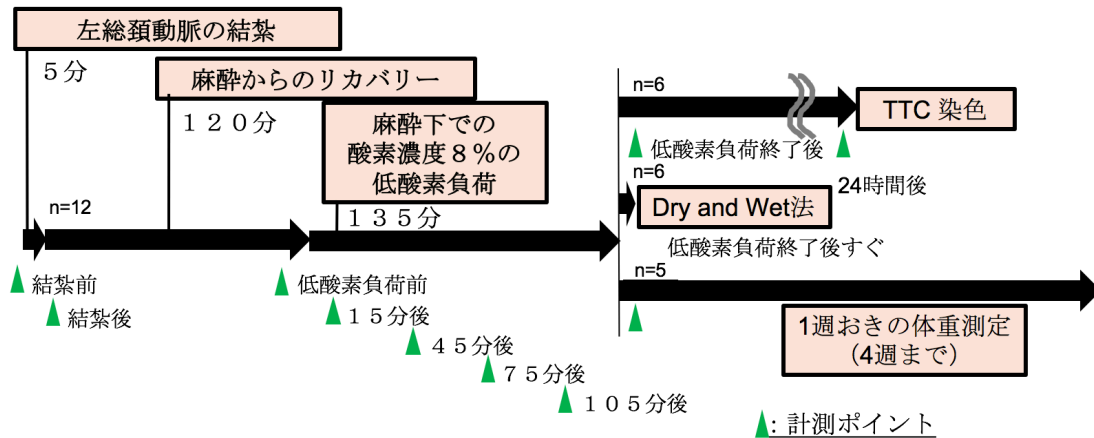 左総頚動脈の結紮
５分
麻酔からのリカバリー
１２０分
麻酔下での
酸素濃度８％の
低酸素負荷
１３５分
n=12
結紮前
結紮後
低酸素負荷前
１５分後
４５分後
７５分後
１０５分後
n=6
TTC 染色
低酸素負荷終了後
24時間後
n=6
Dry and Wet法
低酸素負荷終了後すぐ
n=5
1週おきの体重測定
（4週まで）
: 計測ポイント